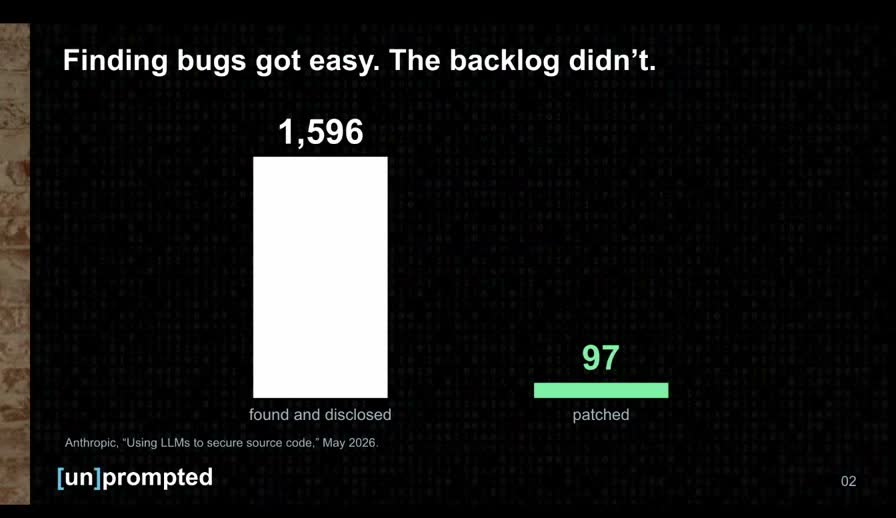 Finding bugs got easy. The backlog didn’t.
1,596
97
found and disclosed
patched
Anthropic, “Using LLMs to secure source code,” May 2026.
[un]prompted
02